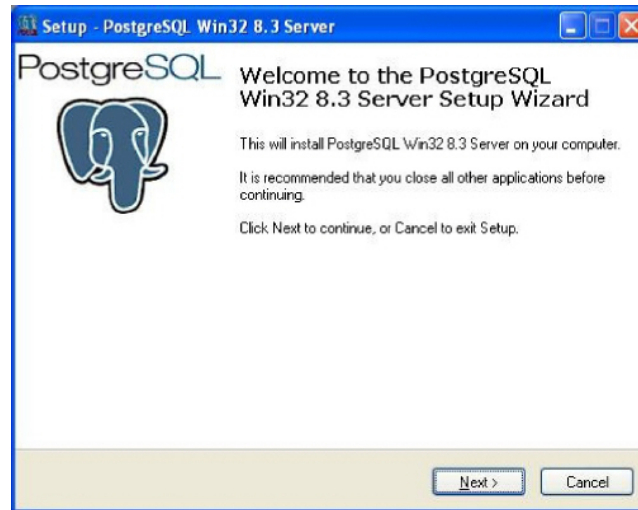 Setup - PostgreSQL Win32 8.3 Server
PostgreSQL
Welcome to the PostgreSQL
Win32 8.3 Server Setup Wizard
This will install PostgreSQL Win32 8.3 Server on your computer.
It is recommended that you close all other applications before
continuing.
Click Next to continue, or Cancel to exit Setup.
Next >
Cancel